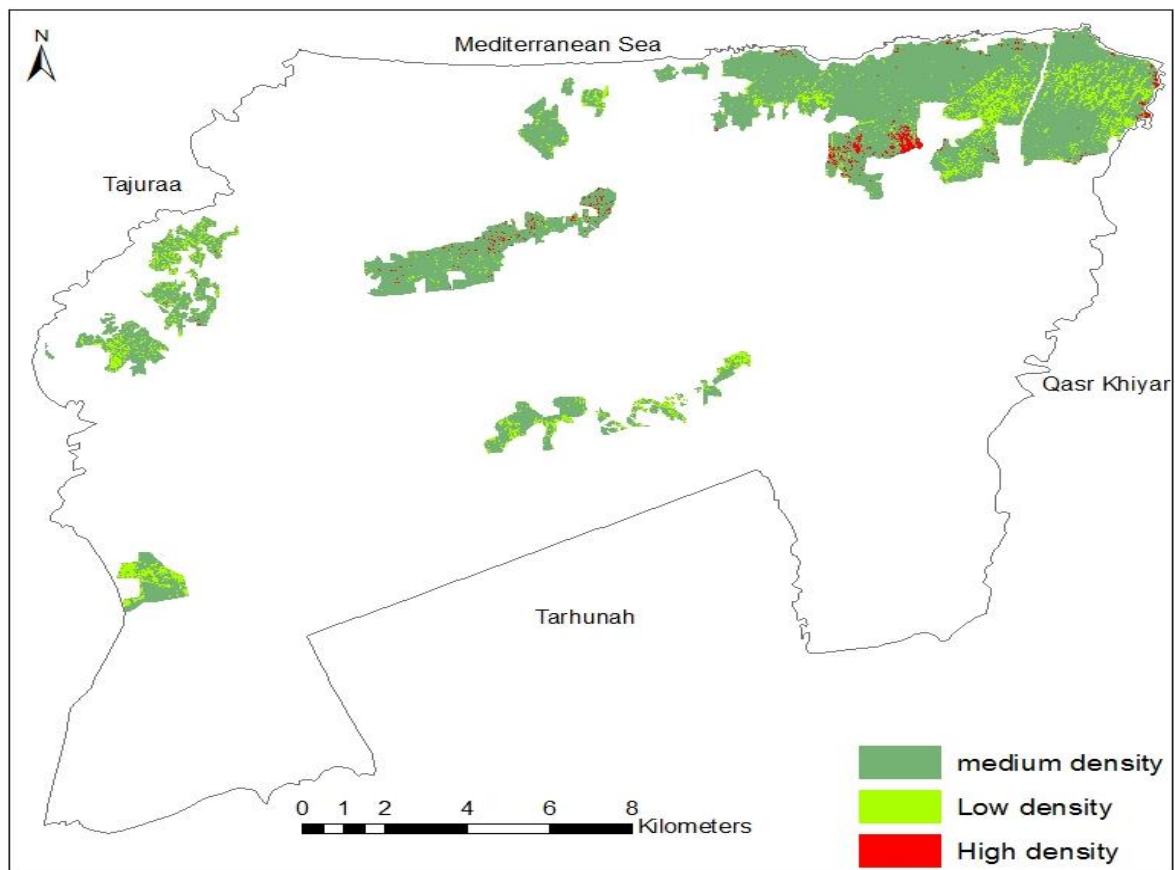 N
Mediterranean Sea
Tajuraa
Qasr Khiyar
Tarhunah
medium density
0 1 2 4 6 8
Kilometers
Low density
High density